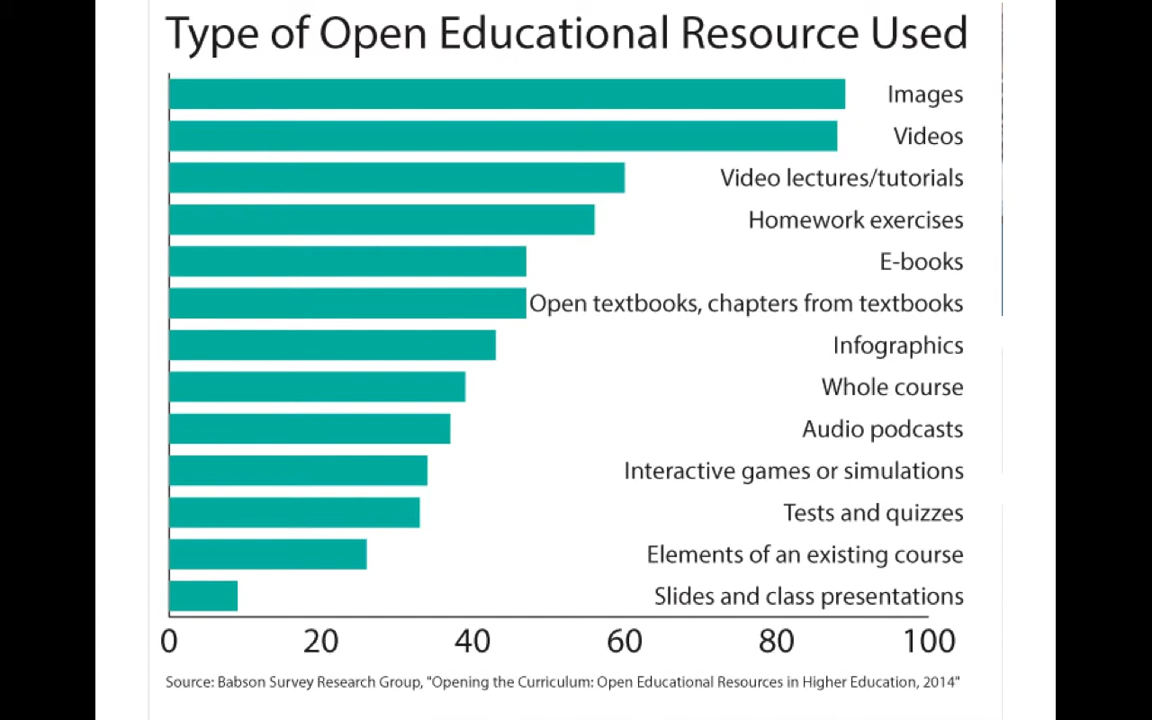 Type of Open Educational Resource Used
Images
Videos
Video lectures/tutorials
Homework exercises
E-books
Open textbooks, chapters from textbooks
Infographics
Whole course
Audio podcasts
Interactive games or simulations
Tests and quizzes
Elements of an existing course
Slides and class presentations
0 20 40 60 80 100
Source: Babson Survey Research Group, "Opening the Curriculum: Open Educational Resources in Higher Education, 2014"